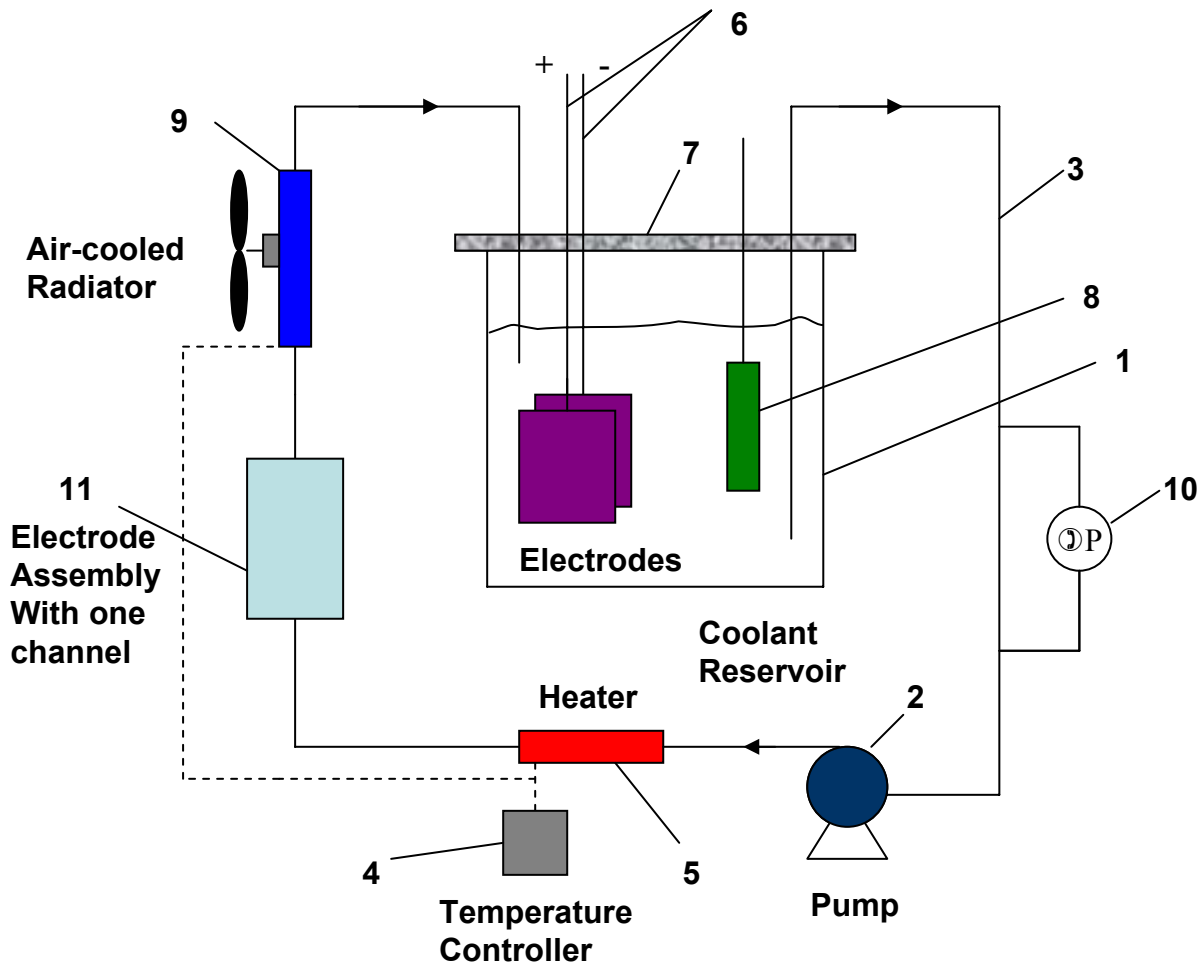 6
+ -
9
7
3
Air-cooled
Radiator
8
1
11
10
Electrode
Assembly
With one
channel
Electrodes
P
Coolant
Reservoir
Heater
2
4
5
Temperature
Controller
Pump